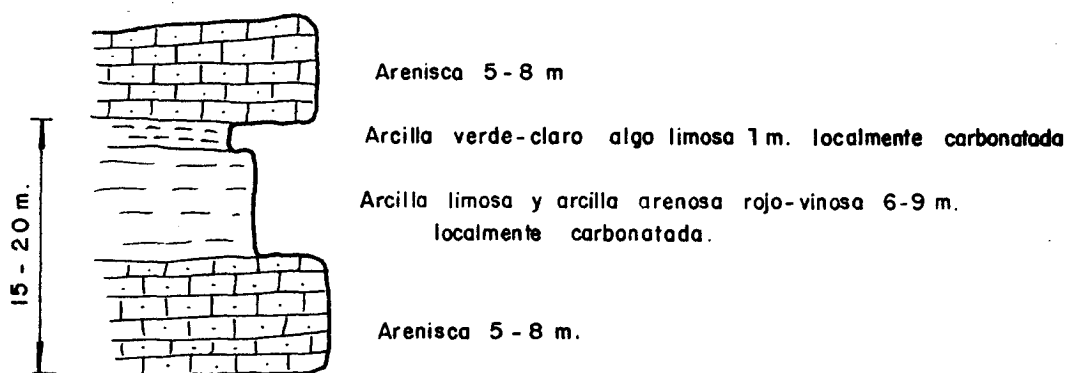 Arenisca 5-8 m
Arcilla verde-claro algo limosa 1 m. localmente carbonatada
Arcilla limosa y arcilla arenosa rojo-vinosa 6-9 m.
localmente carbonatada.
15-20m.
Arenisca 5-8 m.